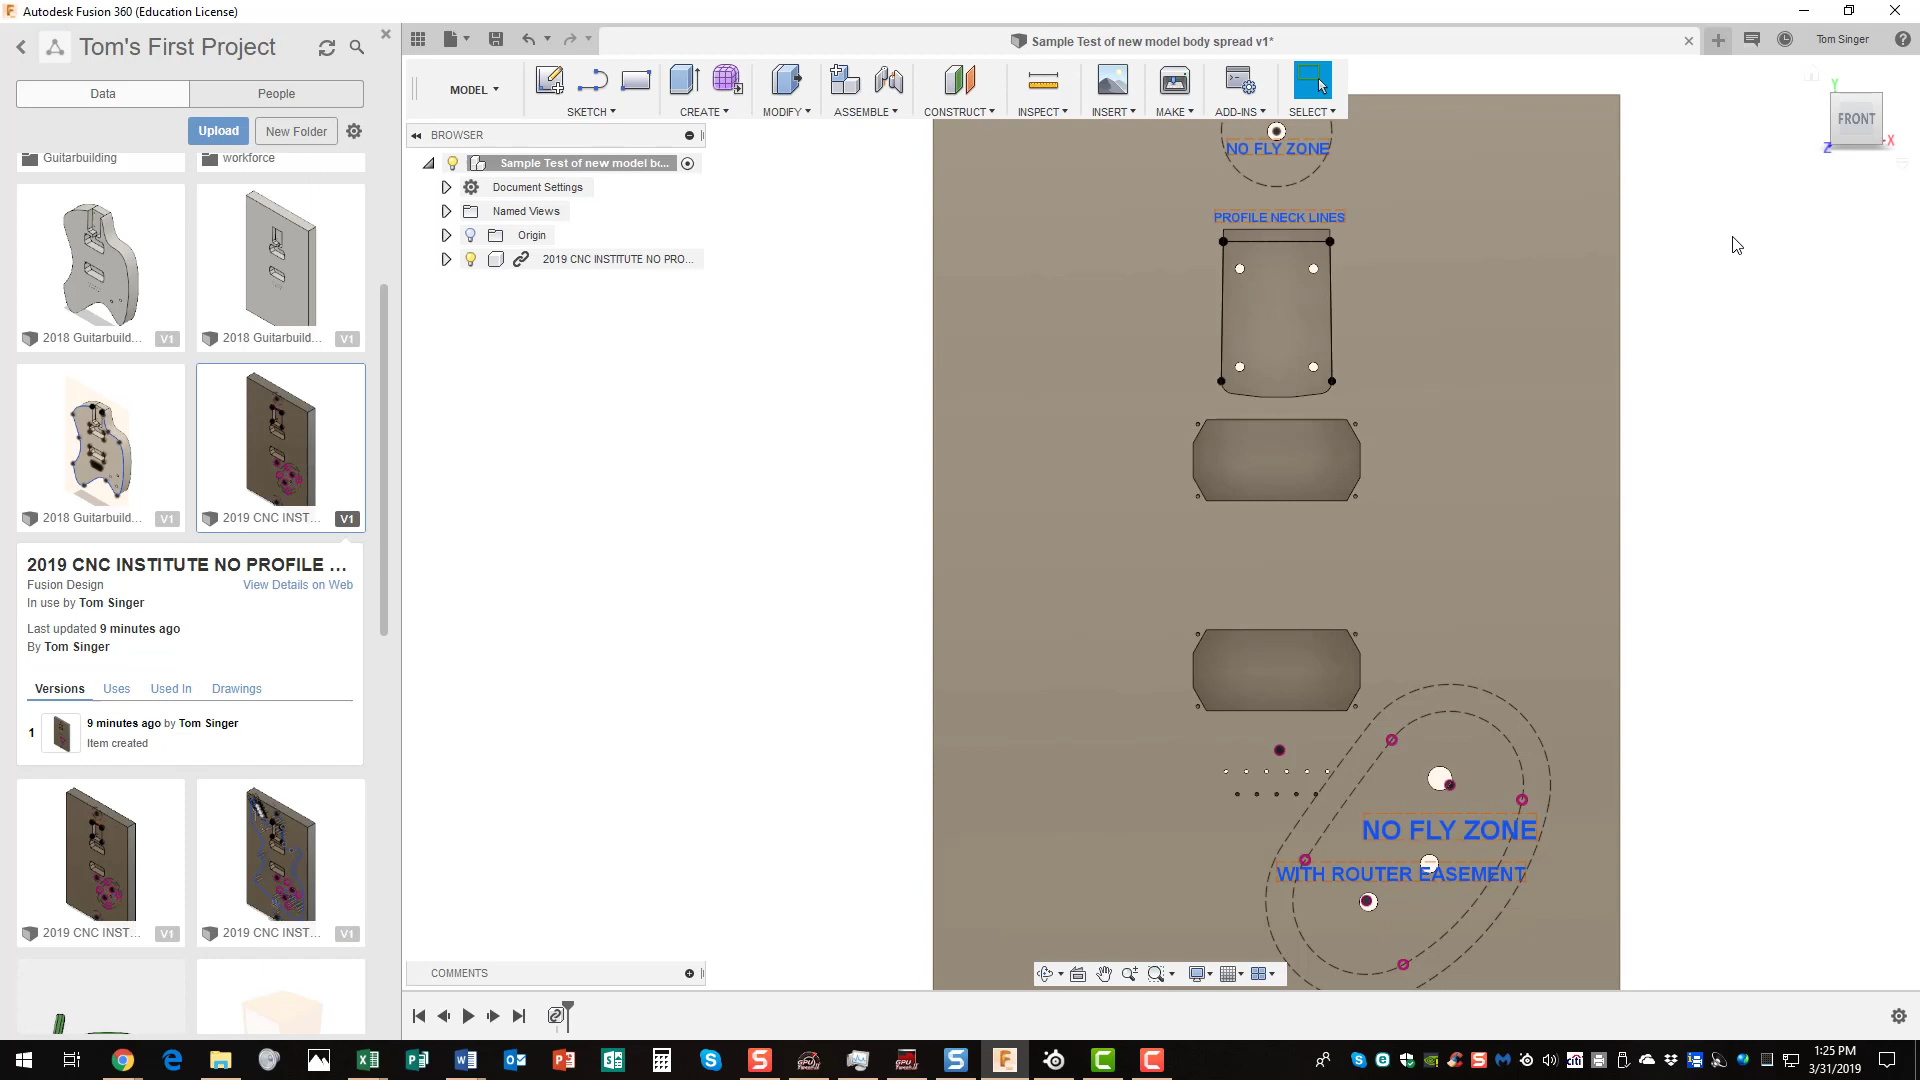 Autodesk Fusion 360 (Education License)
Tom's First Project
Data
People
Upload
New Folder
Guitarbuilding
workforce
2018 Guitarbuild...
V1
2018 Guitarbuild...
V1
2018 Guitarbuild...
V1
2019 CNC INST...
V1
2019 CNC INSTITUTE NO PROFILE ...
Fusion Design
View Details on Web
In use by Tom Singer
Last updated 9 minutes ago
By Tom Singer
Versions
Uses
Used In
Drawings
1
9 minutes ago by Tom Singer
Item created
2019 CNC INST...
V1
2019 CNC INST...
V1
Sample Test of new model body spread v1*
Tom Singer
MODEL
SKETCH
CREATE
MODIFY
ASSEMBLE
CONSTRUCT
INSPECT
INSERT
MAKE
ADD-INS
SELECT
BROWSER
Sample Test of new model bo...
Document Settings
Named Views
Origin
2019 CNC INSTITUTE NO PRO...
Y
FRONT
X
Z
NO FLY ZONE
PROFILE NECK LINES
NO FLY ZONE
WITH ROUTER EASEMENT
COMMENTS
1:25 PM
3/31/2019